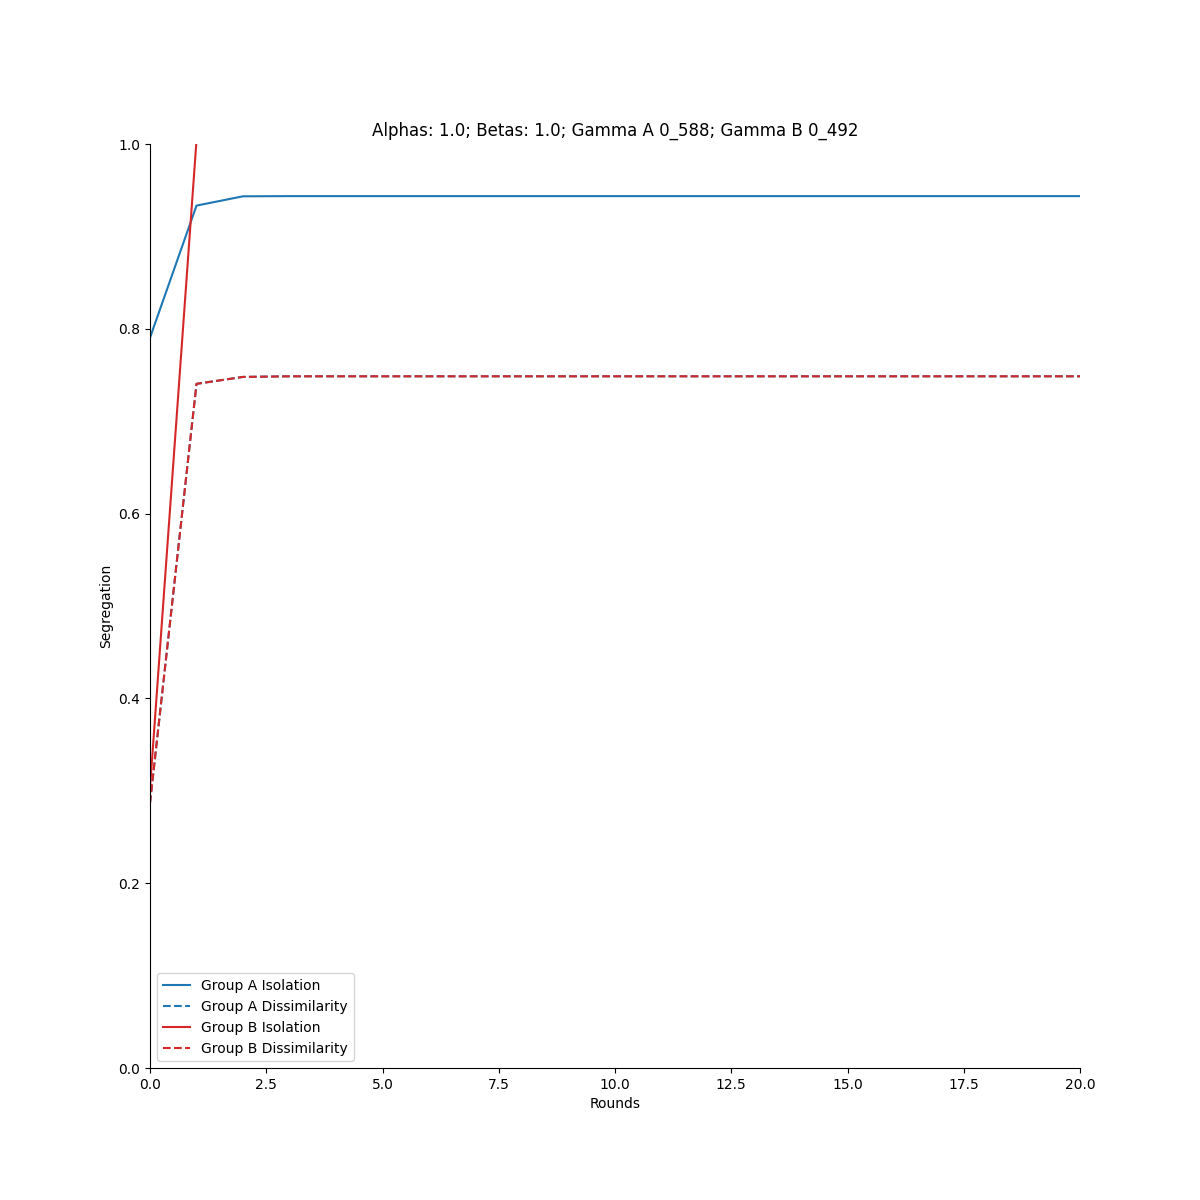 Alphas: 1.0; Betas: 1.0; Gamma A 0_588; Gamma B 0_492
1.0
0.8
0.6
0.4
0.2
0.0
Segregation
Group A Isolation
Group A Dissimilarity
Group B Isolation
Group B Dissimilarity
0.0 2.5 5.0 7.5 10.0 12.5 15.0 17.5 20.0
Rounds